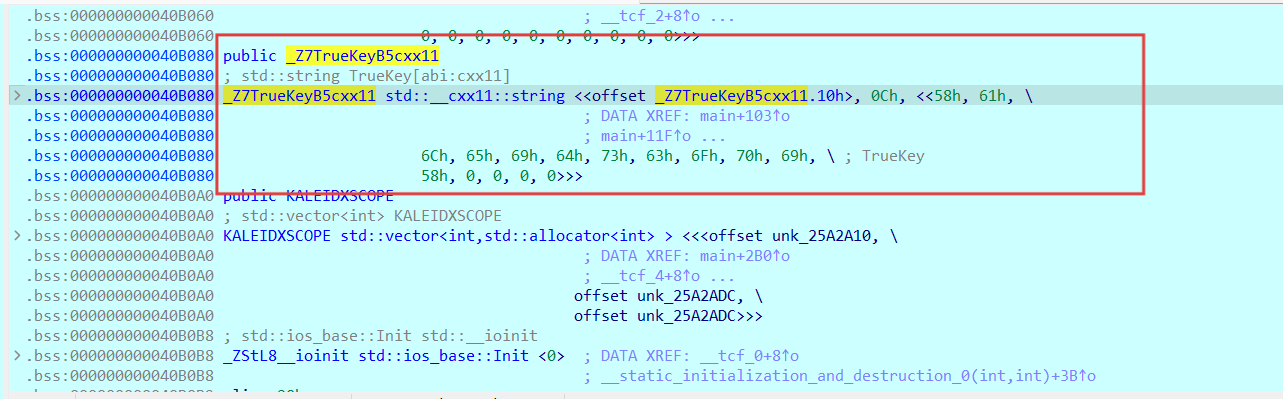 .bss:000000000040B060 ; __tcf_2+8↑o ...
.bss:000000000040B060 0, 0, 0, 0, 0, 0, 0, 0, 0, 0>>>
.bss:000000000040B080 public _Z7TrueKeyB5cxx11
.bss:000000000040B080 ; std::string TrueKey[abi:cxx11]
.bss:000000000040B080 _Z7TrueKeyB5cxx11 std::__cxx11::string <<offset _Z7TrueKeyB5cxx11.10h>, 0Ch, <<58h, 61h, \
.bss:000000000040B080 ; DATA XREF: main+103↑o
.bss:000000000040B080 ; main+11F↑o ...
.bss:000000000040B080 6Ch, 65h, 69h, 64h, 73h, 63h, 6Fh, 70h, 69h, \ ; TrueKey
.bss:000000000040B080 58h, 0, 0, 0, 0>>>
.bss:000000000040B0A0 public KALEIDXSCOPE
.bss:000000000040B0A0 ; std::vector<int> KALEIDXSCOPE
.bss:000000000040B0A0 KALEIDXSCOPE std::vector<int,std::allocator<int> > <<<offset unk_25A2A10, \
.bss:000000000040B0A0 ; DATA XREF: main+2B0↑o
.bss:000000000040B0A0 ; __tcf_4+8↑o ...
.bss:000000000040B0A0 offset unk_25A2ADC, \
.bss:000000000040B0A0 offset unk_25A2ADC>>>
.bss:000000000040B0B8 ; std::ios_base::Init std::__ioinit
.bss:000000000040B0B8 _ZStL8__ioinit std::ios_base::Init <0> ; DATA XREF: __tcf_0+8↑o
.bss:000000000040B0B8 ; __static_initialization_and_destruction_0(int,int)+3B↑o